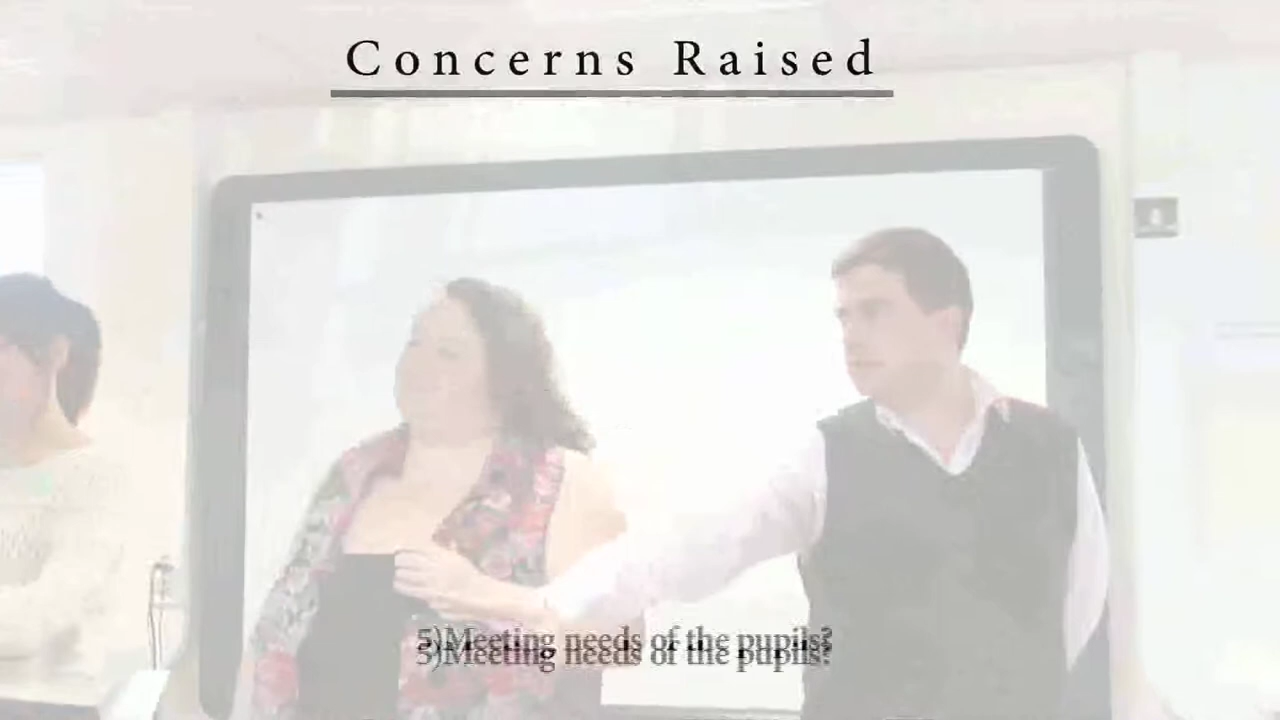 Concerns Raised
5)Meeting needs of the pupils?